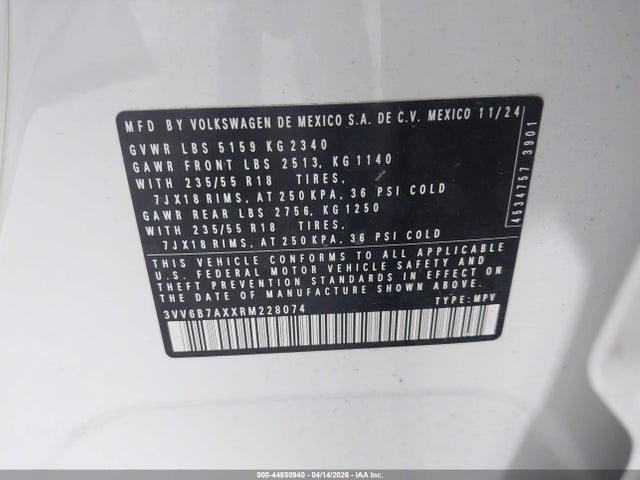 MFD BY VOLKSWAGEN DE MEXICO S.A. DE C.V. MEXICO 11/24
GVWR LBS 5159 KG 2340
GAWR FRONT LBS 2513, KG 1140
WITH 235/55 R18 TIRES,
7JX18 RIMS, AT 250 KPA, 36 PSI COLD
GAWR REAR LBS 2756, KG 1250
WITH 235/55 R18 TIRES,
7JX18 RIMS, AT 250 KPA, 36 PSI COLD
THIS VEHICLE CONFORMS TO ALL APPLICABLE
U.S. FEDERAL MOTOR VEHICLE SAFETY AND
THEFT PREVENTION STANDARDS IN EFFECT ON
THE DATE OF MANUFACTURE SHOWN ABOVE.
3VV6B7AXXRM228074
TYPE: MPV
4534757 3901
000-44850940 - 04/14/2026 - IAA Inc.